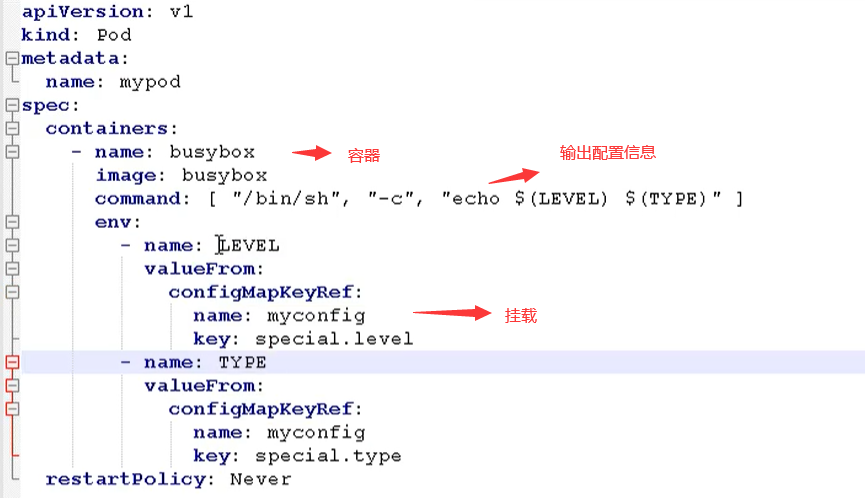 apiVersion: v1
kind: Pod
metadata:
  name: mypod
spec:
  containers:
    - name: busybox 容器
      image: busybox 输出配置信息
      command: [ "/bin/sh", "-c", "echo $(LEVEL) $(TYPE)" ]
      env:
        - name: LEVEL
          valueFrom:
            configMapKeyRef:
              name: myconfig 挂载
              key: special.level
        - name: TYPE
          valueFrom:
            configMapKeyRef:
              name: myconfig
              key: special.type
  restartPolicy: Never